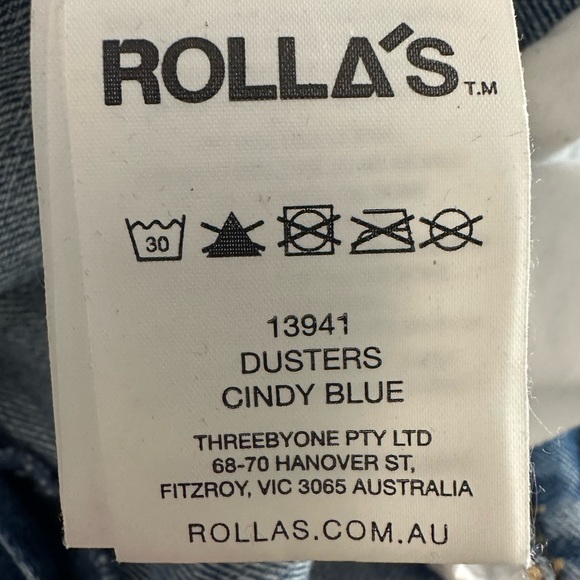 ROLLA'S T.M
30
13941
DUSTERS
CINDY BLUE
THREEBYONE PTY LTD
68-70 HANOVER ST,
FITZROY, VIC 3065 AUSTRALIA
ROLLAS.COM.AU